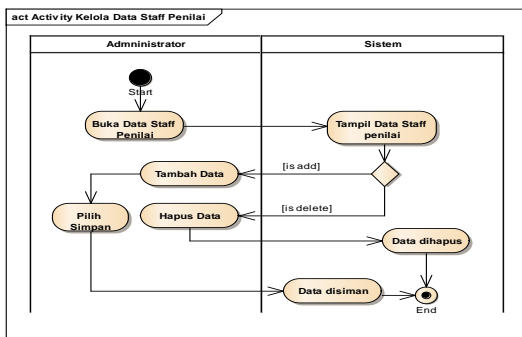 act Activity Kelola Data Staff Penilai
Admninistrator
Sistem
Start
Buka Data Staff
Penilai
Tampil Data Staff
penilai
[is add]
Tambah Data
[is delete]
Pilih
Simpan
Hapus Data
Data dihapus
Data disiman
End